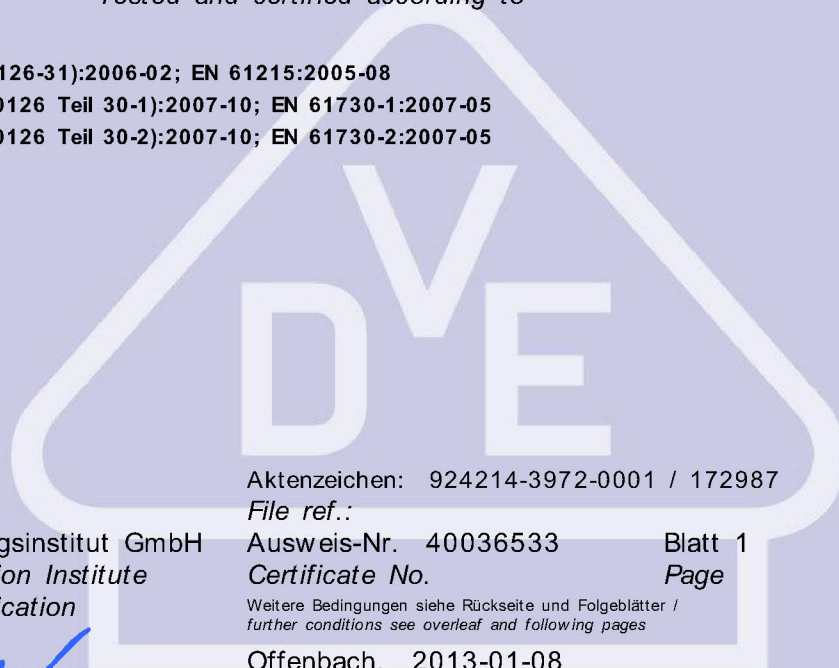 Tested and certified according to
126-31):2006-02; EN 61215:2005-08
0126 Teil 30-1):2007-10; EN 61730-1:2007-05
0126 Teil 30-2):2007-10; EN 61730-2:2007-05
VDE
Aktenzeichen: 924214-3972-0001 / 172987
File ref.:
gsinstitut GmbH Ausweis-Nr. 40036533 Blatt 1
ion Institute Certificate No. Page
ication Weitere Bedingungen siehe Rückseite und Folgeblätter /
further conditions see overleaf and following pages
Offenbach, 2013-01-08